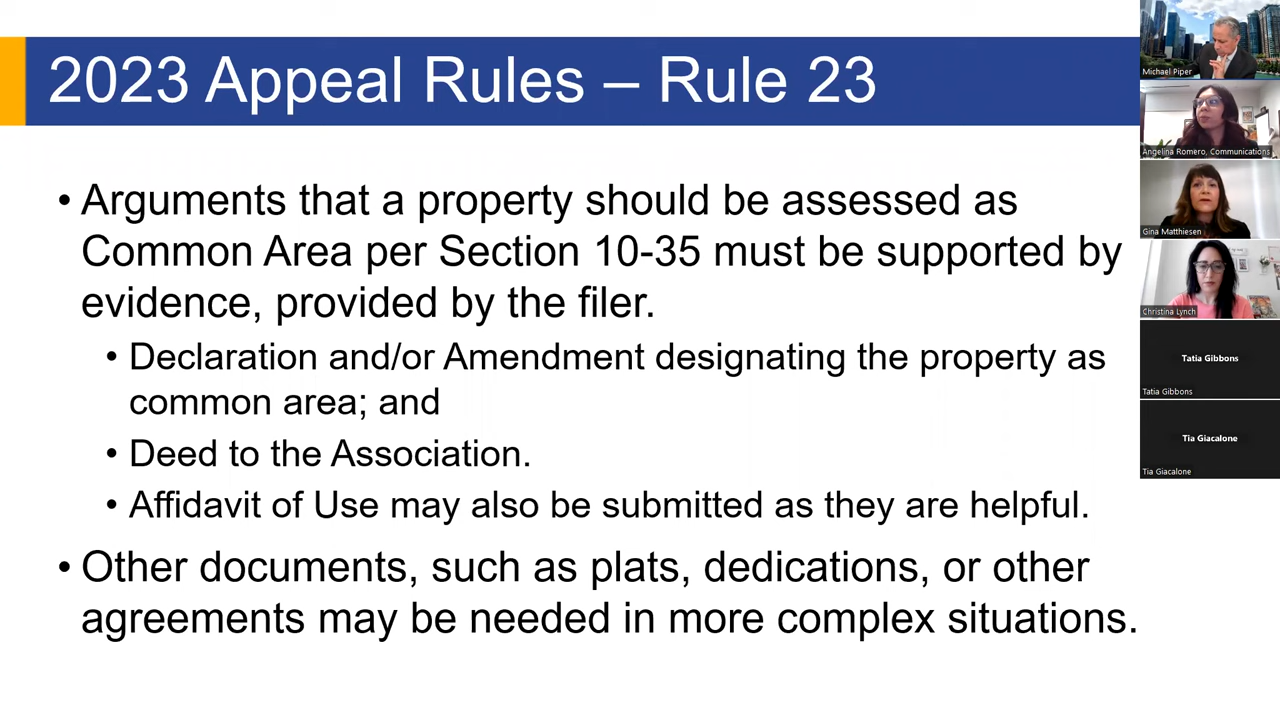 2023 Appeal Rules – Rule 23
• Arguments that a property should be assessed as
Common Area per Section 10-35 must be supported by
evidence, provided by the filer.
• Declaration and/or Amendment designating the property as
common area; and
• Deed to the Association.
• Affidavit of Use may also be submitted as they are helpful.
• Other documents, such as plats, dedications, or other
agreements may be needed in more complex situations.
Michael Piper
Angelina Romero, Communications
Gina Matthiesen
Christina Lynch
Tatia Gibbons
Tatia Gibbons
Tia Giacalone
Tia Giacalone